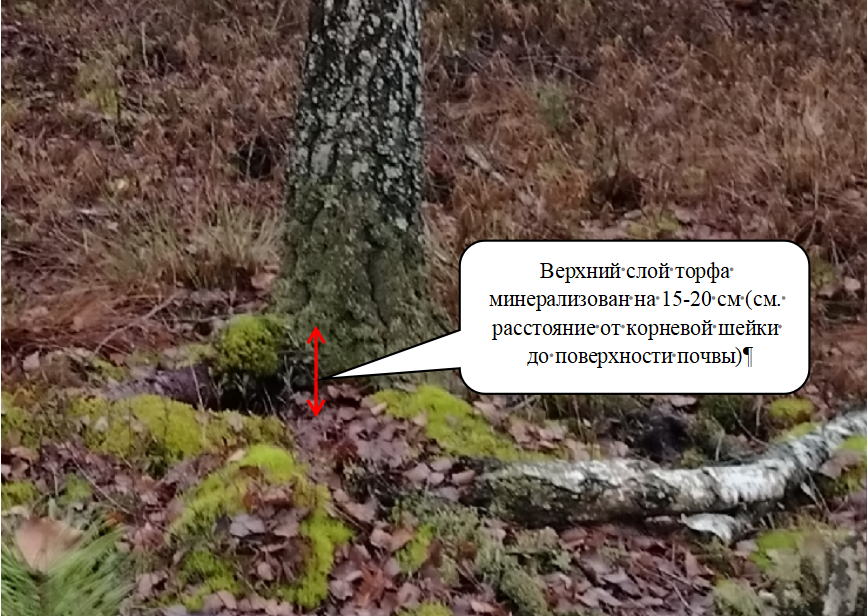 Верхний слой торфа
минерализован на 15-20 см (см.
расстояние от корневой шейки
до поверхности почвы)¶